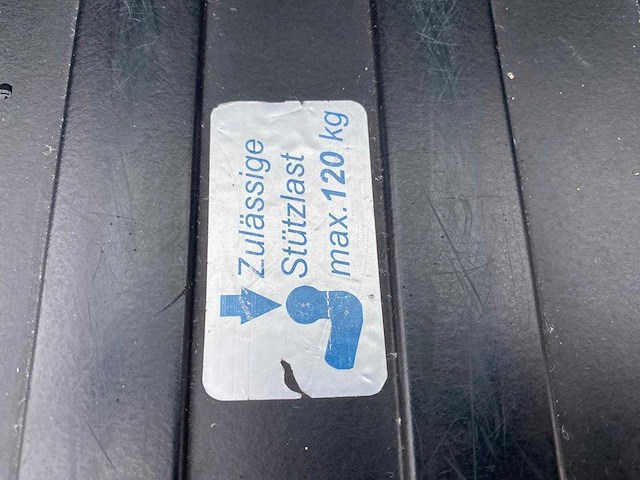 Zulässige
Stützlast
max. 120 kg